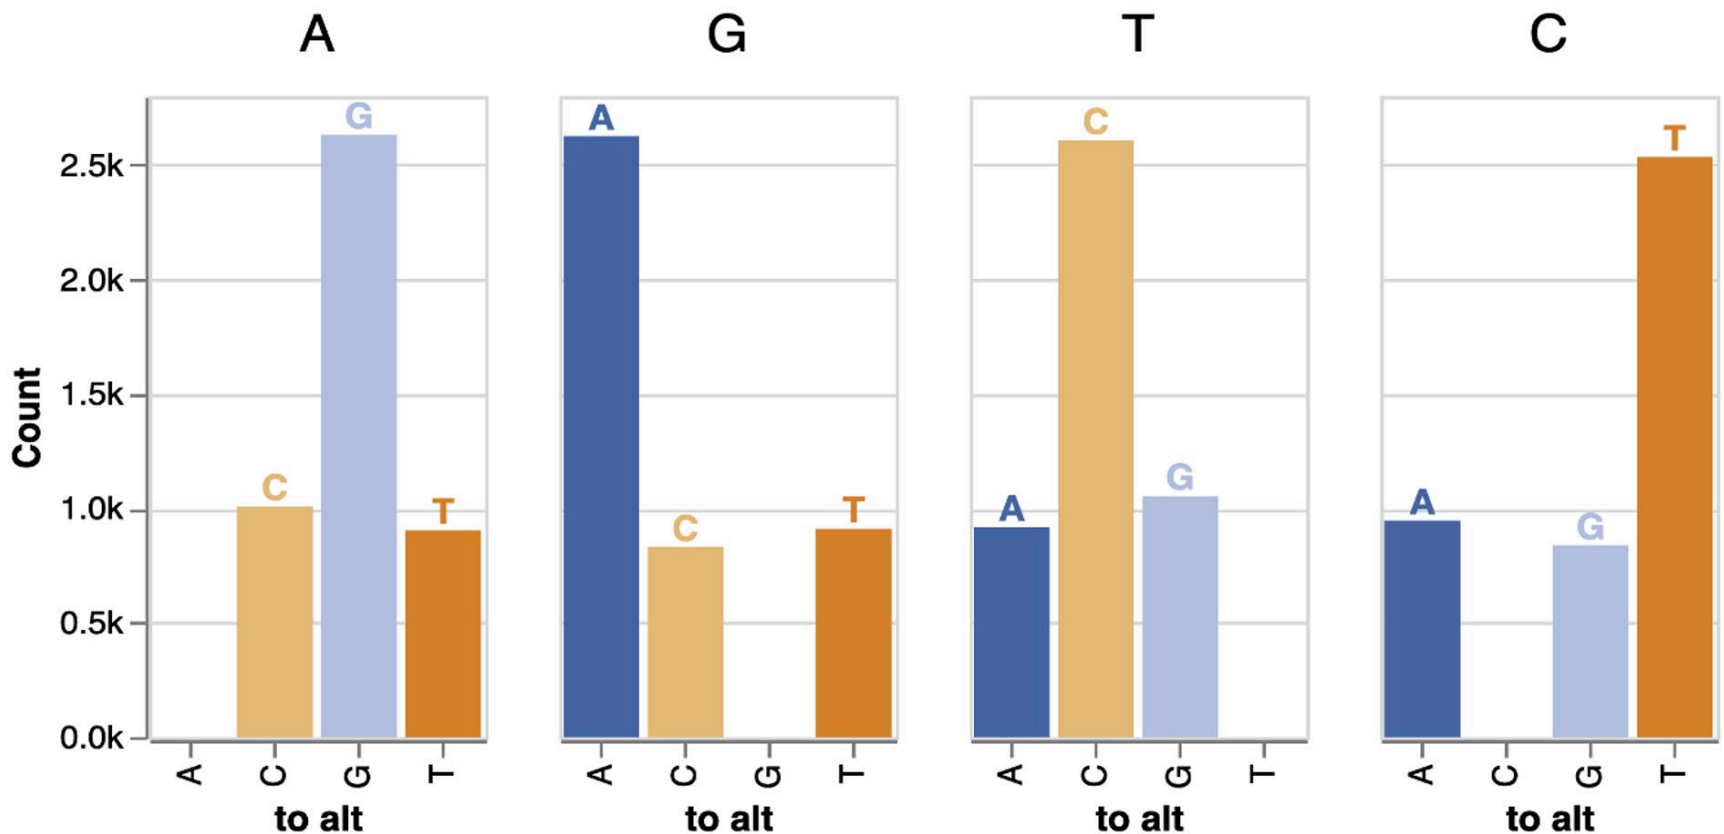 A G T C
G A C T
2.5k
2.0k
C G
1.5k
Count
C T C T A G A G
1.0k
0.5k
0.0k
A C G T A C G T A C G T A C G T
to alt to alt to alt to alt